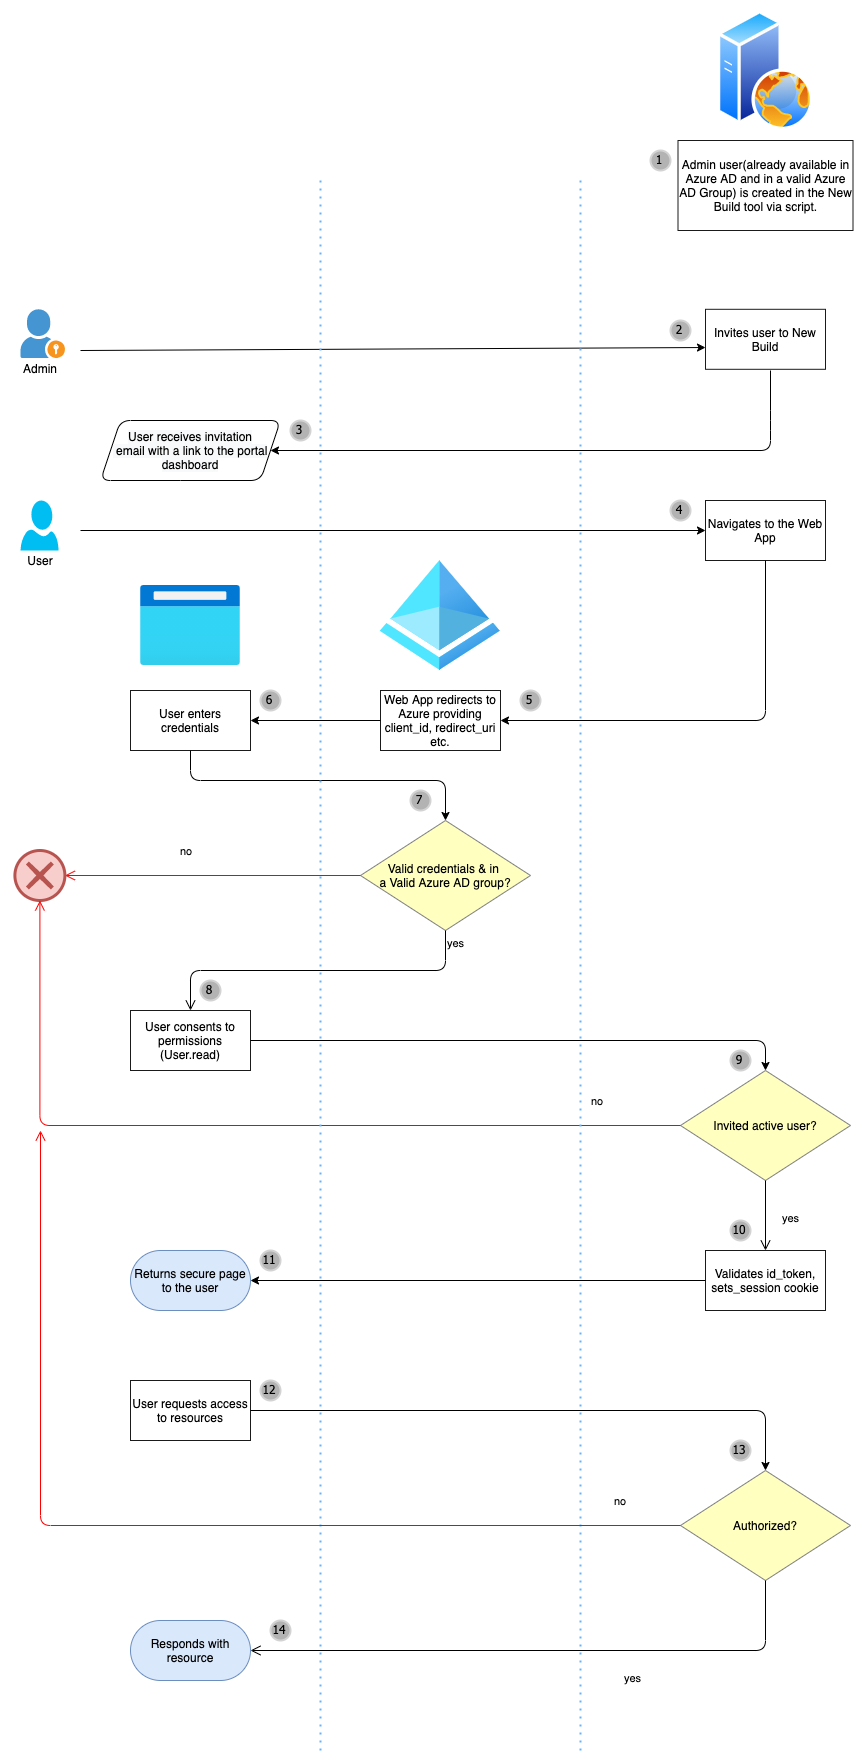 1
Admin user(already available in
Azure AD and in a valid Azure
AD Group) is created in the New
Build tool via script.
2
Invites user to New
Build
Admin
3
User receives invitation
email with a link to the portal
dashboard
4
Navigates to the Web
App
User
6
5
User enters
credentials
Web App redirects to
Azure providing
client_id, redirect_uri
etc.
7
no
Valid credentials & in
a Valid Azure AD group?
yes
8
User consents to
permissions
(User.read)
9
no
Invited active user?
yes
10
11
Returns secure page
to the user
Validates id_token,
sets_session cookie
12
User requests access
to resources
13
no
Authorized?
14
Responds with
resource
yes